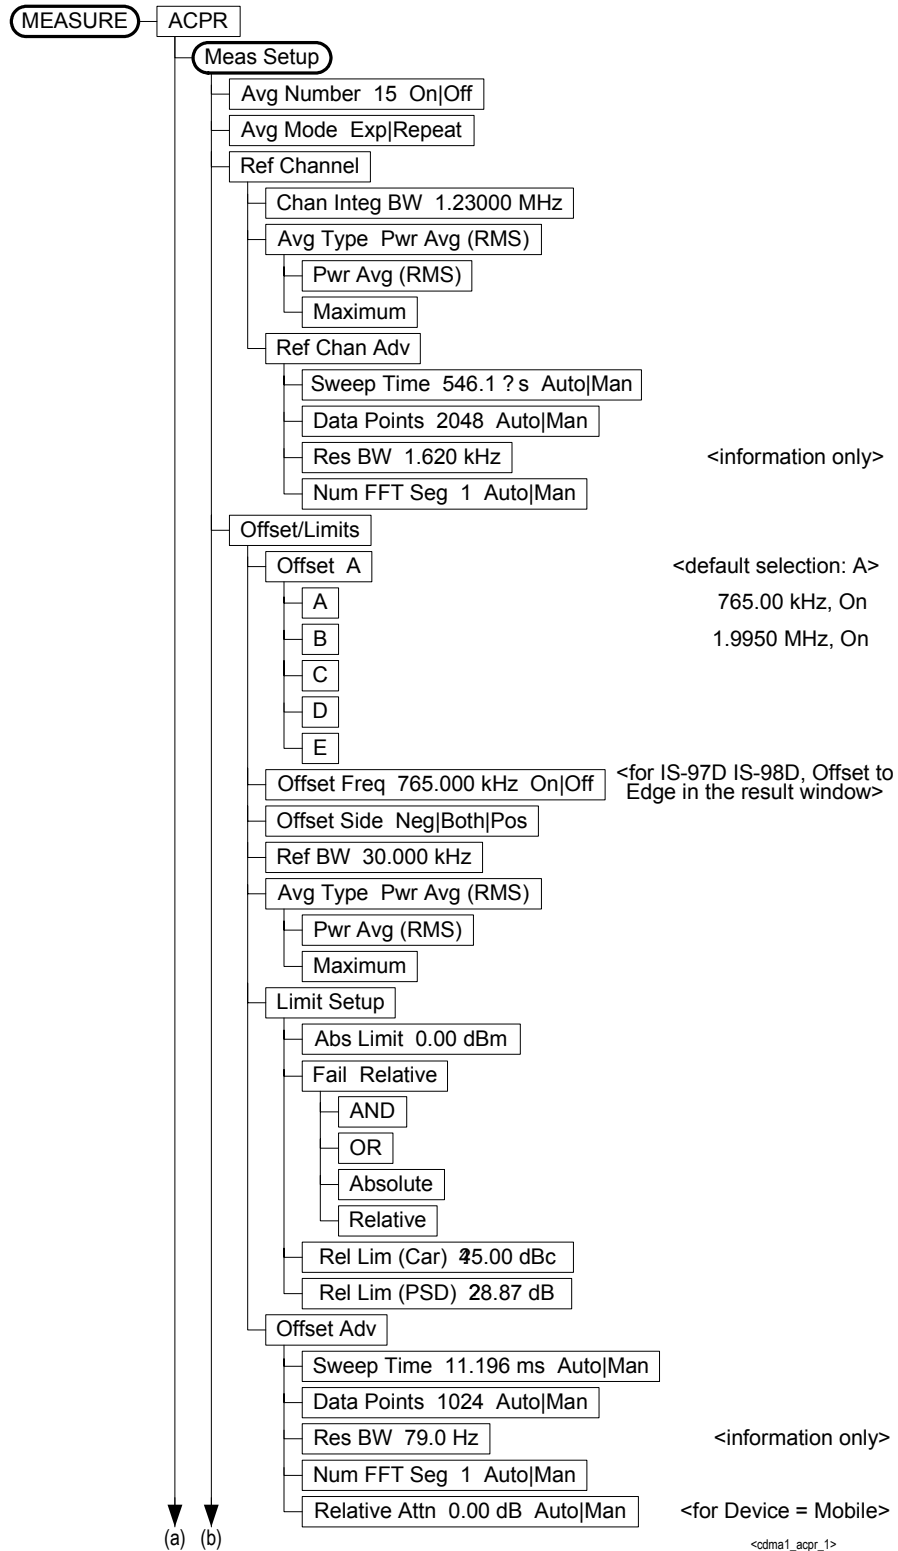 MEASURE ACPR
Meas Setup
Avg Number 15 On|Off
Avg Mode Exp|Repeat
Ref Channel
Chan Integ BW 1.23000 MHz
Avg Type Pwr Avg (RMS)
Pwr Avg (RMS)
Maximum
Ref Chan Adv
Sweep Time 546.1 ? s Auto|Man
Data Points 2048 Auto|Man
Res BW 1.620 kHz <information only>
Num FFT Seg 1 Auto|Man
Offset/Limits
Offset A <default selection: A>
A 765.00 kHz, On
B 1.9950 MHz, On
C
D
E
Offset Freq 765.000 kHz On|Off <for IS-97D IS-98D, Offset to
Edge in the result window>
Offset Side Neg|Both|Pos
Ref BW 30.000 kHz
Avg Type Pwr Avg (RMS)
Pwr Avg (RMS)
Maximum
Limit Setup
Abs Limit 0.00 dBm
Fail Relative
AND
OR
Absolute
Relative
Rel Lim (Car) dBc
Rel Lim (PSD) 28.87 dB
Offset Adv
Sweep Time 11.196 ms Auto|Man
Data Points 1024 Auto|Man
Res BW 79.0 Hz <information only>
Num FFT Seg 1 Auto|Man
Relative Attn 0.00 dB Auto|Man <for Device = Mobile>
(a) (b)
<cdma1_acpr_1>